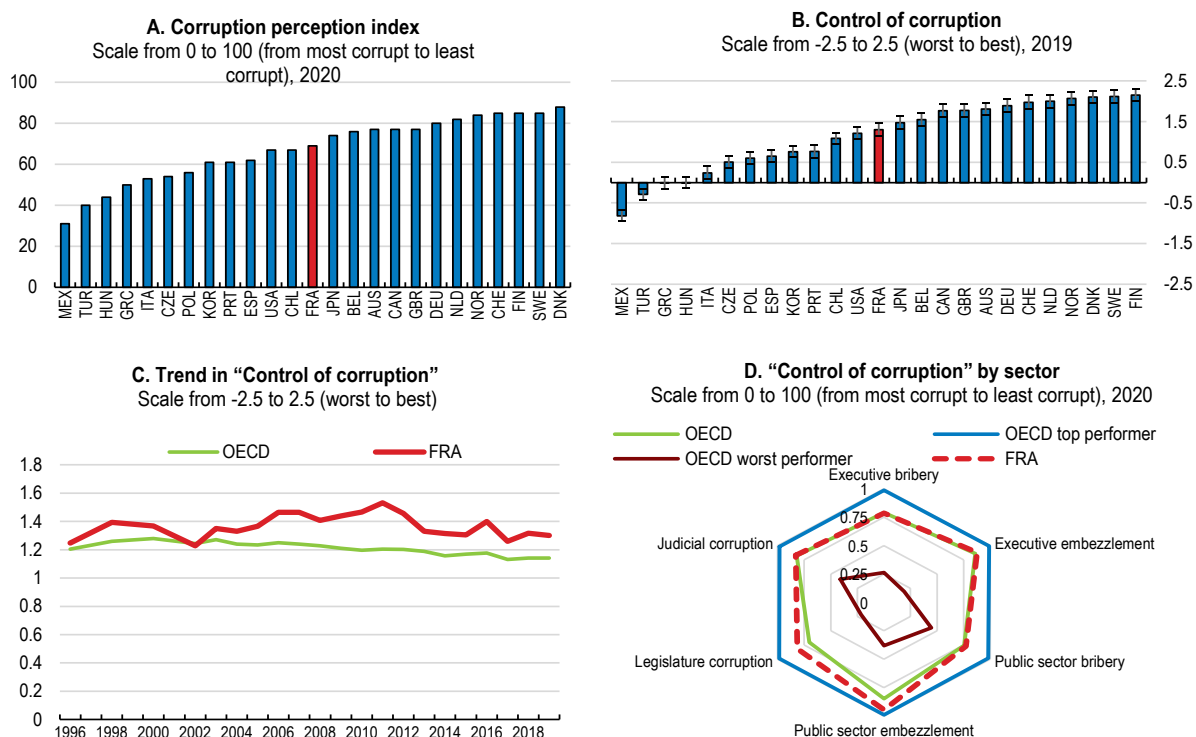 A. Corruption perception index
Scale from 0 to 100 (from most corrupt to least
corrupt), 2020
100
80
60
40
20
0
MEX TUR HUN GRC ITA CZE POL KOR PRT ESP USA CHL FRA JPN BEL AUS CAN GBR DEU NLD NOR CHE FIN SWE DNK
B. Control of corruption
Scale from -2.5 to 2.5 (worst to best), 2019
2.5
1.5
0.5
-0.5
-1.5
-2.5
MEX TUR GRC HUN ITA CZE POL ESP KOR PRT CHL USA FRA JPN BEL CAN GBR AUS DEU CHE NLD NOR DNK SWE FIN
C. Trend in “Control of corruption”
Scale from -2.5 to 2.5 (worst to best)
OECD FRA
1.8
1.6
1.4
1.2
1
0.8
0.6
0.4
0.2
0
1996 1998 2000 2002 2004 2006 2008 2010 2012 2014 2016 2018
D. “Control of corruption” by sector
Scale from 0 to 100 (from most corrupt to least corrupt), 2020
OECD OECD top performer
OECD worst performer FRA
Executive bribery
1
0.75
0.5
0.25
0
Judicial corruption Executive embezzlement
Legislature corruption Public sector bribery
Public sector embezzlement